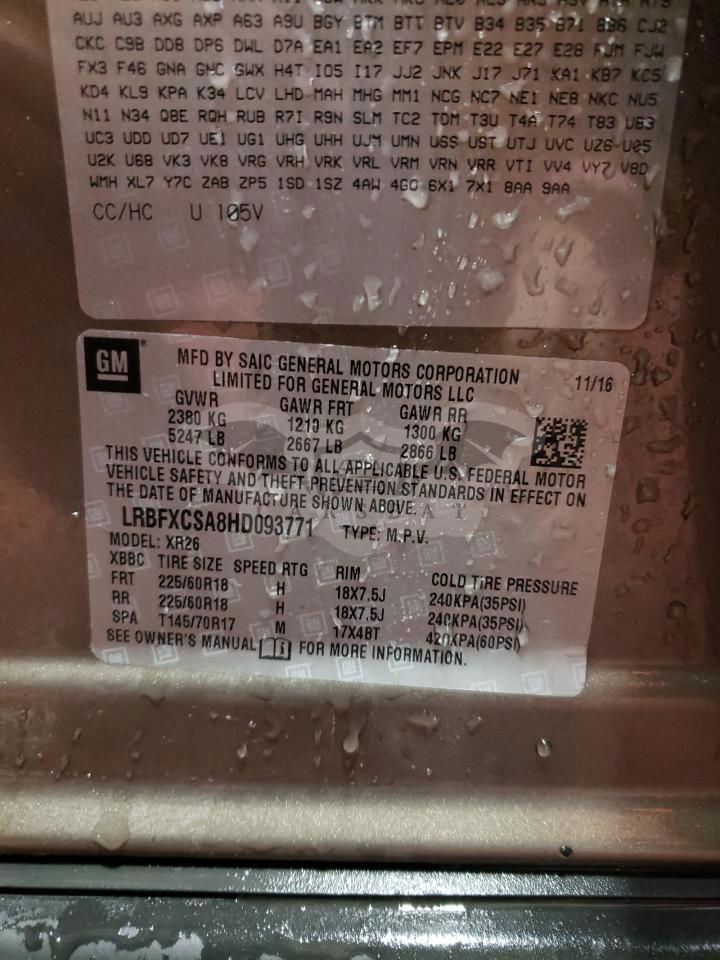 AUJ AU3 AXG AXP A63 A9U BGY BTM BTT BTV B34 B35 B71 B96 CJ2
CKC C9B DD8 DP6 DWL D7A EA1 EA2 EF7 EPM E22 E27 E28 FJM FJW
FX3 F46 GNA GNC GWX H4T I05 I17 JJ2 JNK J17 J71 KA1 KB7 KC5
KD4 KL9 KPA K34 LCV LHD MAH MHG MM1 NCG NC7 NE1 NE8 NKC NU5
N11 N34 Q8E RQH RUB R7I R9N SLM TC2 TDM T3U T4A T74 T83 UB3
UC3 UDD UD7 UE1 UG1 UHG UHH UJM UMN USS UST UTJ UVC U26 U25
U2K U68 VK3 VK8 VRG VRH VRK VRL VRM VRN VRR VTI VV4 VY7 V8D
WMH XL7 Y7C ZAB ZP5 1SD 1SZ 4AW 4GO 6X1 7X1 8AA 9AA
CC/HC U 105V
GM
MFD BY SAIC GENERAL MOTORS CORPORATION
LIMITED FOR GENERAL MOTORS LLC 11/16
GVWR GAWR FRT GAWR RR
2380 KG 1210 KG 1300 KG
5247 LB 2667 LB 2866 LB
THIS VEHICLE CONFORMS TO ALL APPLICABLE U.S. FEDERAL MOTOR
VEHICLE SAFETY AND THEFT PREVENTION STANDARDS IN EFFECT ON
THE DATE OF MANUFACTURE SHOWN ABOVE.
LRBFXCSA8HD093771 TYPE: M.P.V.
MODEL: XR26
XBBC TIRE SIZE SPEED RTG RIM COLD TIRE PRESSURE
FRT 225/60R18 H 18X7.5J 240KPA(35PSI)
RR 225/60R18 H 18X7.5J 240KPA(35PSI)
SPA T145/70R17 M 17X4BT 420KPA(60PSI)
SEE OWNER'S MANUAL FOR MORE INFORMATION.